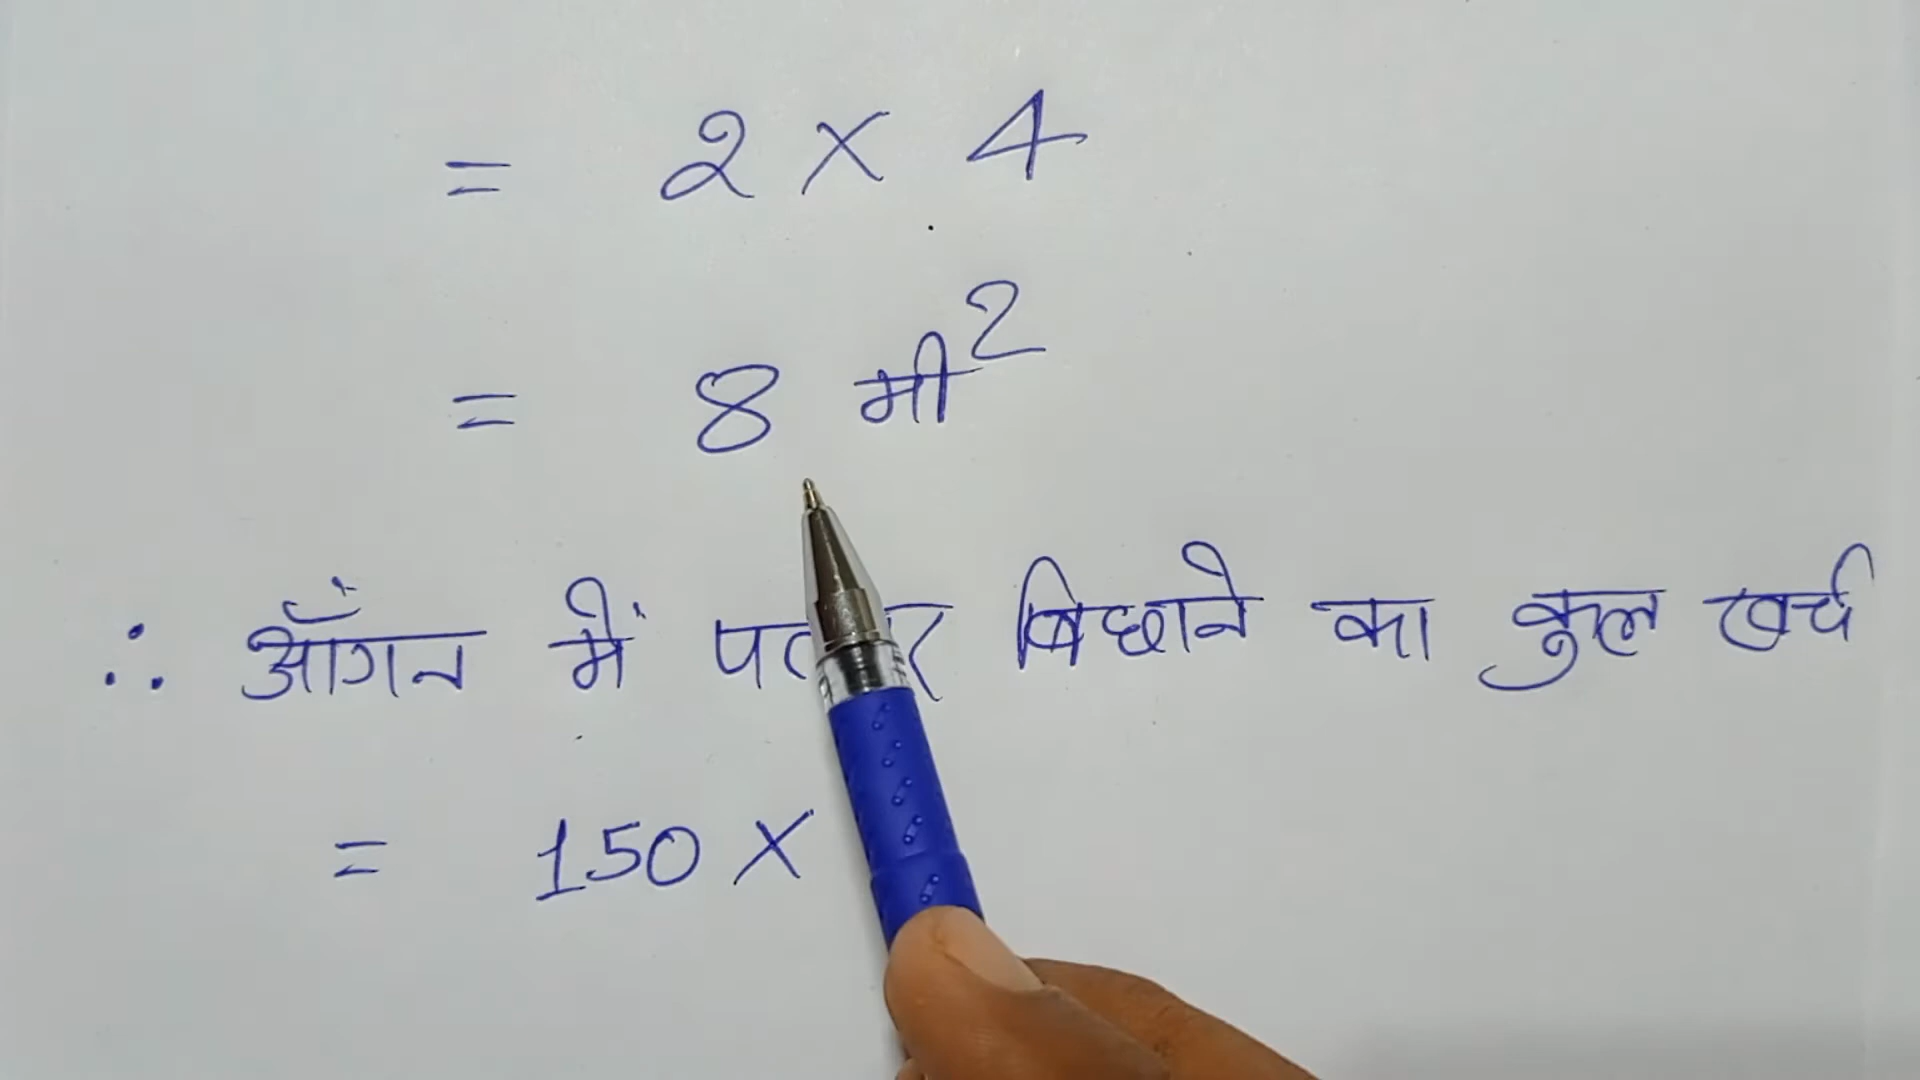 = 2 × 4
= 8 मी²
∴ आँगन में बिछाने का कुल खर्च
= 150 ×